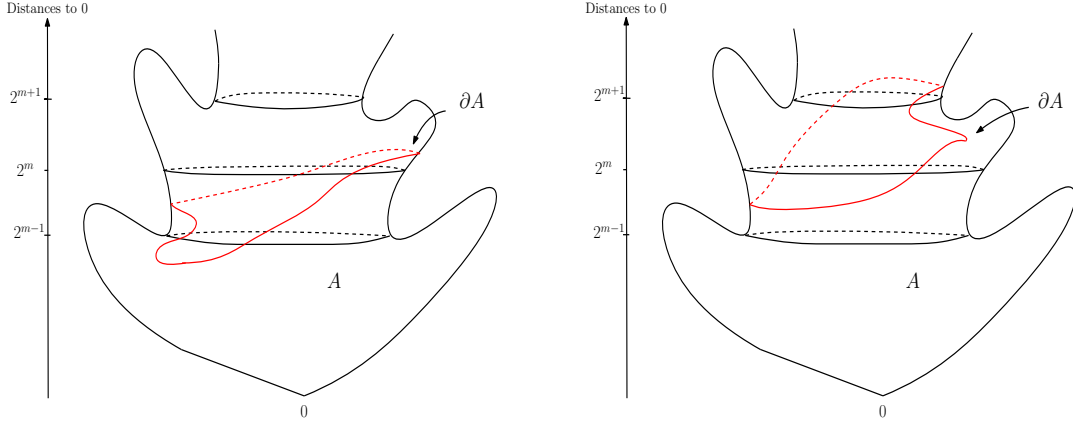 Distances to 0
2^{m+1}
∂A
2^m
2^{m-1}
A
0
Distances to 0
2^{m+1}
∂A
2^m
2^{m-1}
A
0